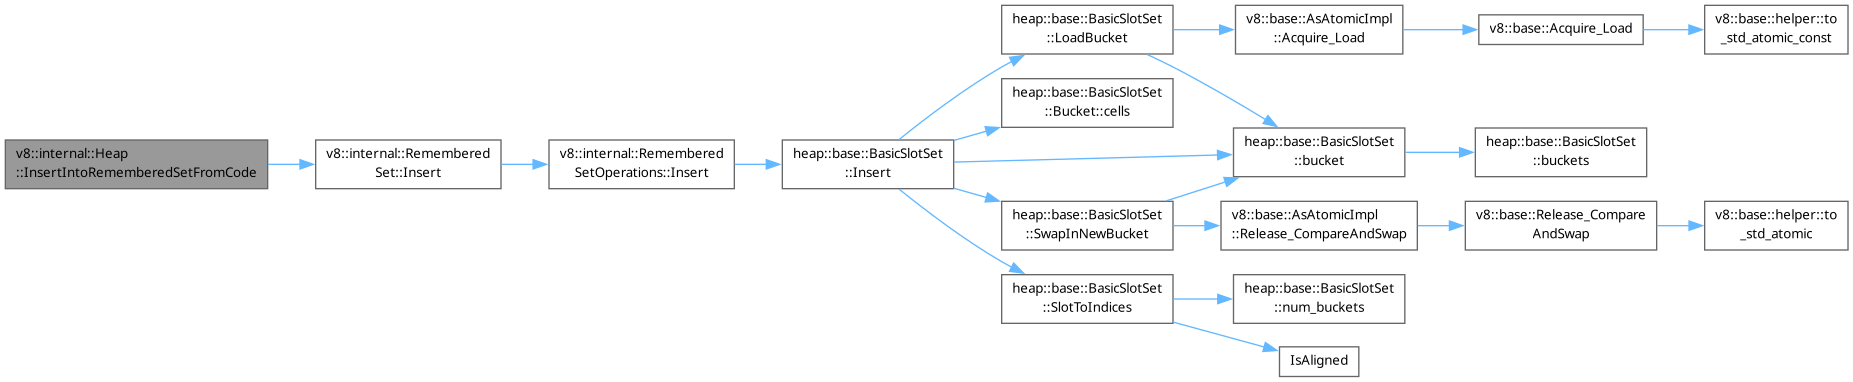 v8::internal::Heap
::InsertIntoRememberedSetFromCode
v8::internal::Remembered
Set::Insert
v8::internal::Remembered
SetOperations::Insert
heap::base::BasicSlotSet
::Insert
heap::base::BasicSlotSet
::LoadBucket
v8::base::AsAtomicImpl
::Acquire_Load
v8::base::Acquire_Load
v8::base::helper::to
_std_atomic_const
heap::base::BasicSlotSet
::Bucket::cells
heap::base::BasicSlotSet
::bucket
heap::base::BasicSlotSet
::buckets
heap::base::BasicSlotSet
::SwapInNewBucket
v8::base::AsAtomicImpl
::Release_CompareAndSwap
v8::base::Release_Compare
AndSwap
v8::base::helper::to
_std_atomic
heap::base::BasicSlotSet
::SlotToIndices
heap::base::BasicSlotSet
::num_buckets
IsAligned